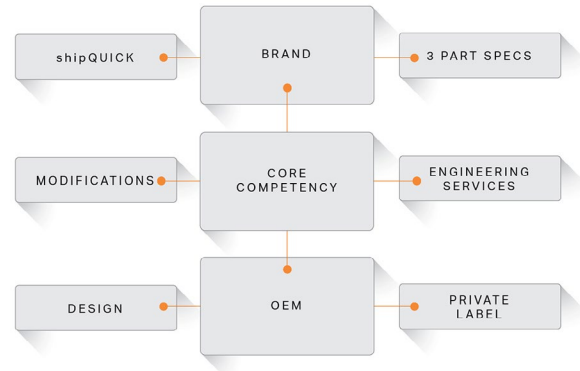 shipQUICK
BRAND
3 PART SPECS
MODIFICATIONS
CORE
COMPETENCY
ENGINEERING
SERVICES
DESIGN
OEM
PRIVATE
LABEL